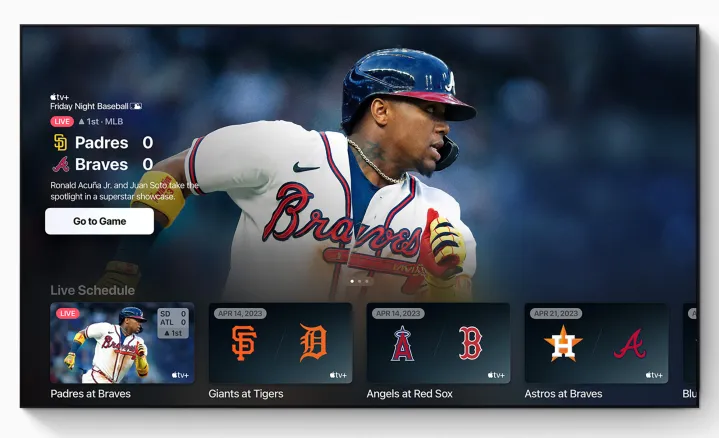 tv+
Friday Night Baseball
LIVE ▲ 1st · MLB
SD Padres 0
A Braves 0
Ronald Acuña Jr. and Juan Soto take the
spotlight in a superstar showcase.
Go to Game
A
Braves
Live Schedule
LIVE
SD 0
ATL 0
▲ 1st
Braves
tv+
Padres at Braves
APR 14, 2023
SF D
tv+
Giants at Tigers
APR 14, 2023
A B
tv+
Angels at Red Sox
APR 21, 2023
H A
tv+
Astros at Braves
A
Blu